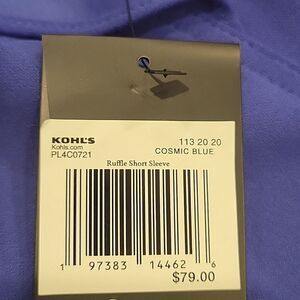 KOHL'S
Kohls.com
PL4C0721
113 20 20
COSMIC BLUE
Ruffle Short Sleeve
1 97383 14462 6
$79.00